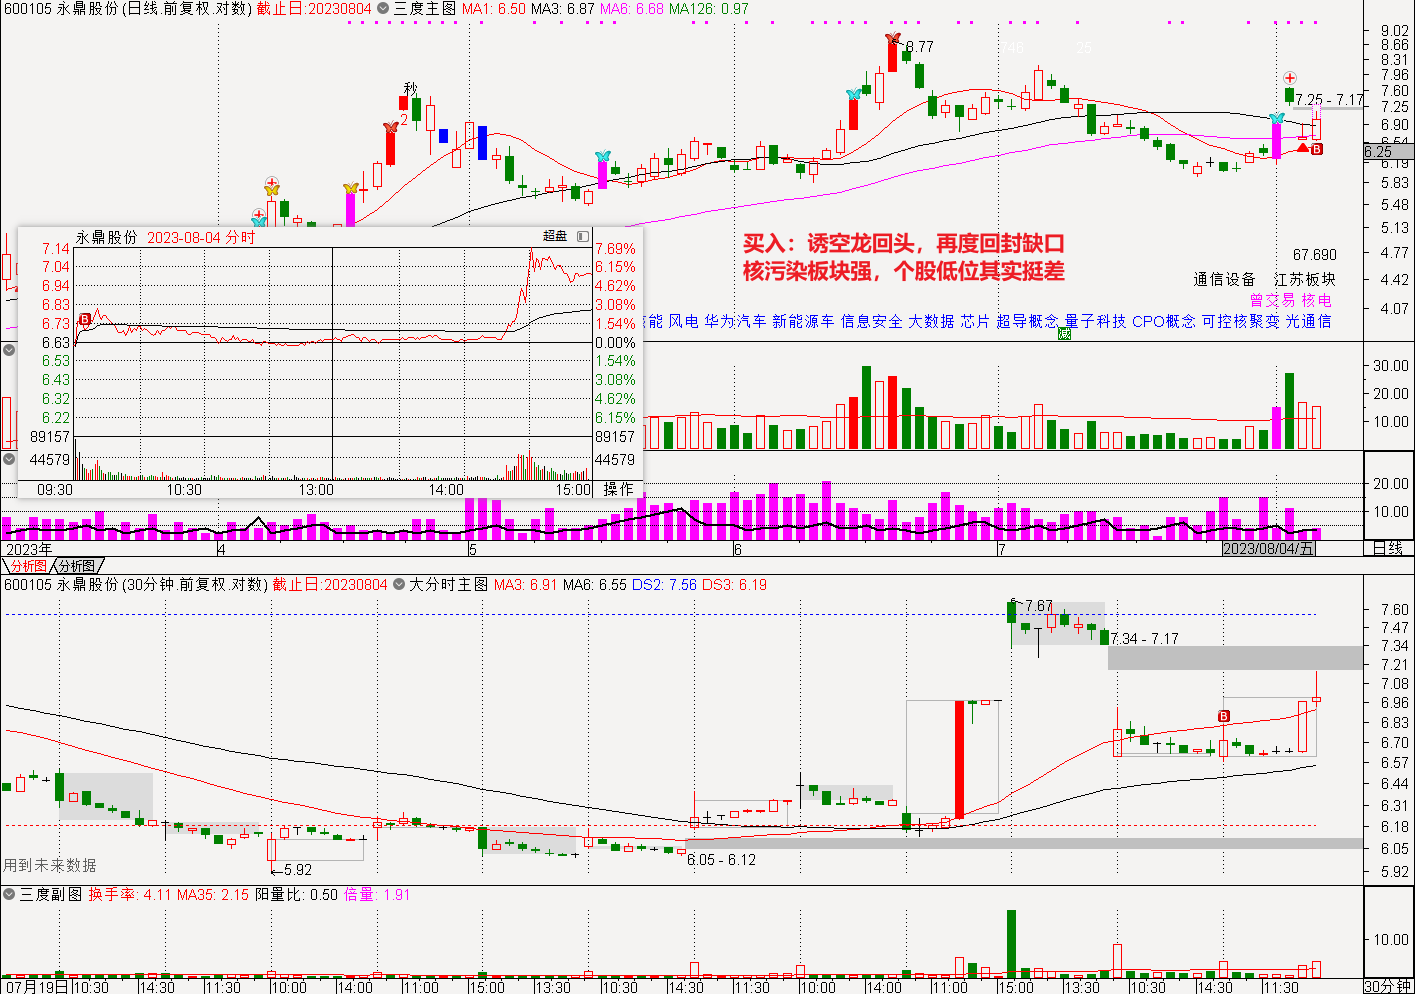 600105 永鼎股份 (日线.前复权.对数) 截止日:20230804 三度主图 MA1: 6.50 MA3: 6.87 MA6: 6.68 MA126: 0.97
9.02
8.66
8.31
7.96
7.60
7.25
6.90
6.54
6.25
6.19
5.83
5.48
5.13
4.77
4.42
4.07
8.77
秒
2
746
25
7.25 - 7.17
B
买入：诱空龙回头，再度回封缺口
核污染板块强，个股低位其实挺差
67.690
通信设备 江苏板块
曾交易 核电
能 风电 华为汽车 新能源车 信息安全 大数据 芯片 超导概念 量子科技 CPO概念 可控核聚变 光通信
减
永鼎股份 2023-08-04 分时 超盘
7.14 7.69%
7.04 6.15%
6.94 4.62%
6.83 3.08%
6.73 B 1.54%
6.63 0.00%
6.53 1.54%
6.43 3.08%
6.32 4.62%
6.22 6.15%
89157 89157
44579 44579
09:30 10:30 13:00 14:00 15:00 操作
30.00
20.00
10.00
20.00
10.00
2023年 4 5 6 7 2023/08/04/五 日线
分析图 分析图
600105 永鼎股份 (30分钟.前复权.对数) 截止日:20230804 大分时主图 MA3: 6.91 MA6: 6.55 DS2: 7.56 DS3: 6.19
7.60
7.47
7.34
7.21
7.08
6.96
6.83
6.70
6.57
6.44
6.31
6.18
6.05
5.92
7.67
7.34 - 7.17
B
6.05 - 6.12
5.92
用到未来数据
三度副图 换手率: 4.11 MA35: 2.15 阳量比: 0.50 倍量: 1.91
10.00
07月19日 10:30 14:30 11:30 10:00 14:00 11:00 15:00 13:30 10:30 14:30 11:30 10:00 14:00 11:00 15:00 13:30 10:30 14:30 11:30 30分钟